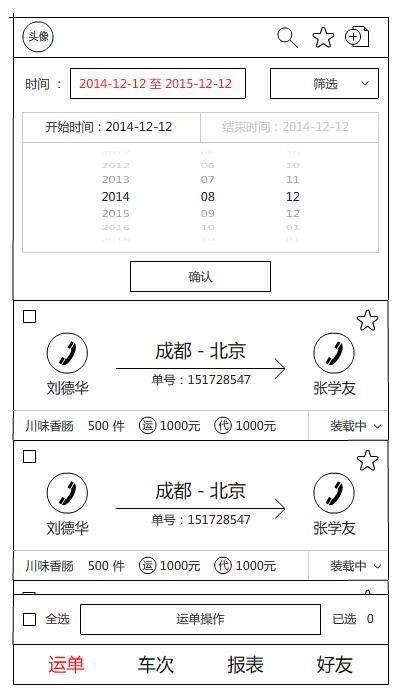 头像
时间 ： 2014-12-12 至 2015-12-12 筛选
开始时间：2014-12-12 结束时间：2014-12-12
2012 06 10
2013 07 11
2014 08 12
2015 09 12
2016 10 01
确认
成都 - 北京
单号：151728547
刘德华 张学友
川味香肠 500 件 运 1000元 代 1000元 装载中
成都 - 北京
单号：151728547
刘德华 张学友
川味香肠 500 件 运 1000元 代 1000元 装载中
全选 运单操作 已选 0
运单 车次 报表 好友